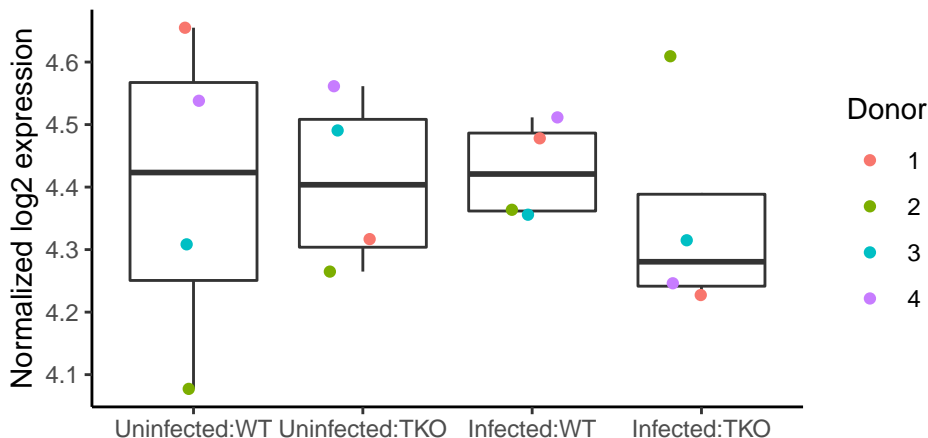 Normalized log2 expression
4.6
4.5
4.4
4.3
4.2
4.1
Uninfected:WT
Uninfected:TKO
Infected:WT
Infected:TKO
Donor
1
2
3
4